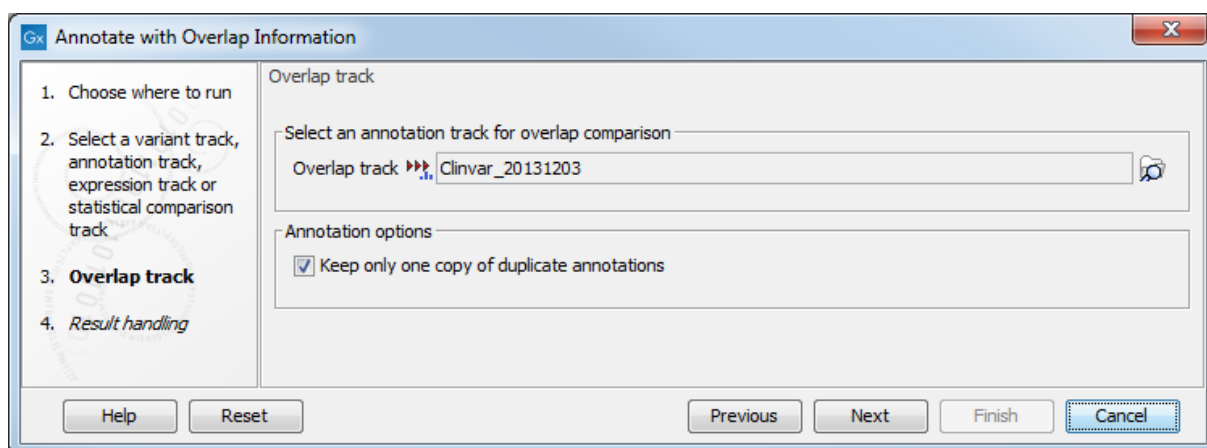 Gx Annotate with Overlap Information
1. Choose where to run
2. Select a variant track,
annotation track,
expression track or
statistical comparison
track
3. Overlap track
4. Result handling
Overlap track
Select an annotation track for overlap comparison
Overlap track Clinvar_20131203
Annotation options
Keep only one copy of duplicate annotations
Help Reset Previous Next Finish Cancel